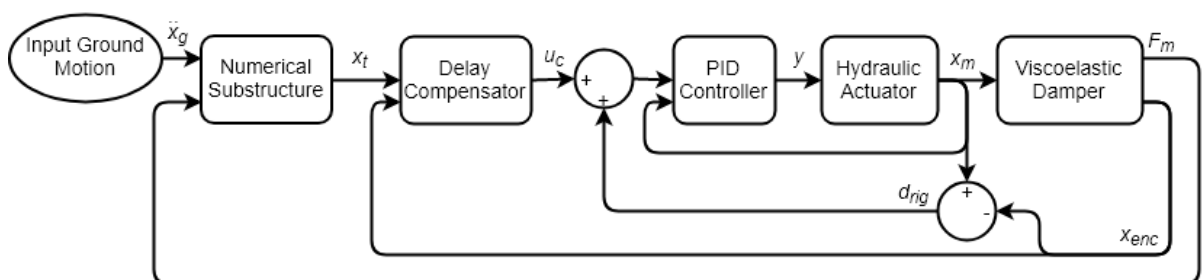 Input Ground
Motion
ẍg
Numerical
Substructure
xt
Delay
Compensator
uc
+
+
PID
Controller
y
Hydraulic
Actuator
xm
Viscoelastic
Damper
Fm
+
-
drig
xenc